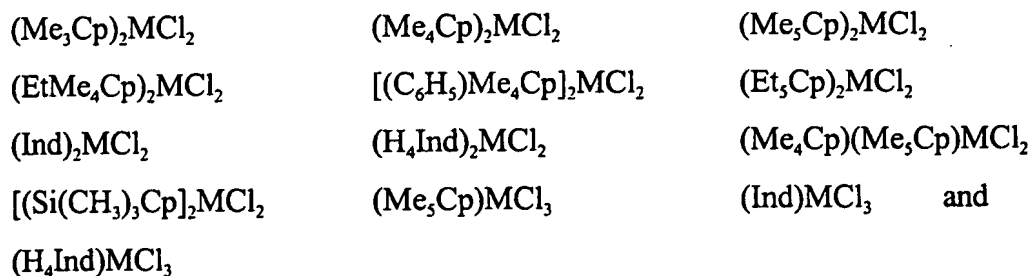 (Me₃Cp)₂MCl₂ (Me₄Cp)₂MCl₂ (Me₅Cp)₂MCl₂
(EtMe₄Cp)₂MCl₂ [(C₆H₅)Me₄Cp]₂MCl₂ (Et₅Cp)₂MCl₂
(Ind)₂MCl₂ (H₄Ind)₂MCl₂ (Me₄Cp)(Me₅Cp)MCl₂
[(Si(CH₃)₃Cp]₂MCl₂ (Me₅Cp)MCl₃ (Ind)MCl₃ and
(H₄Ind)MCl₃